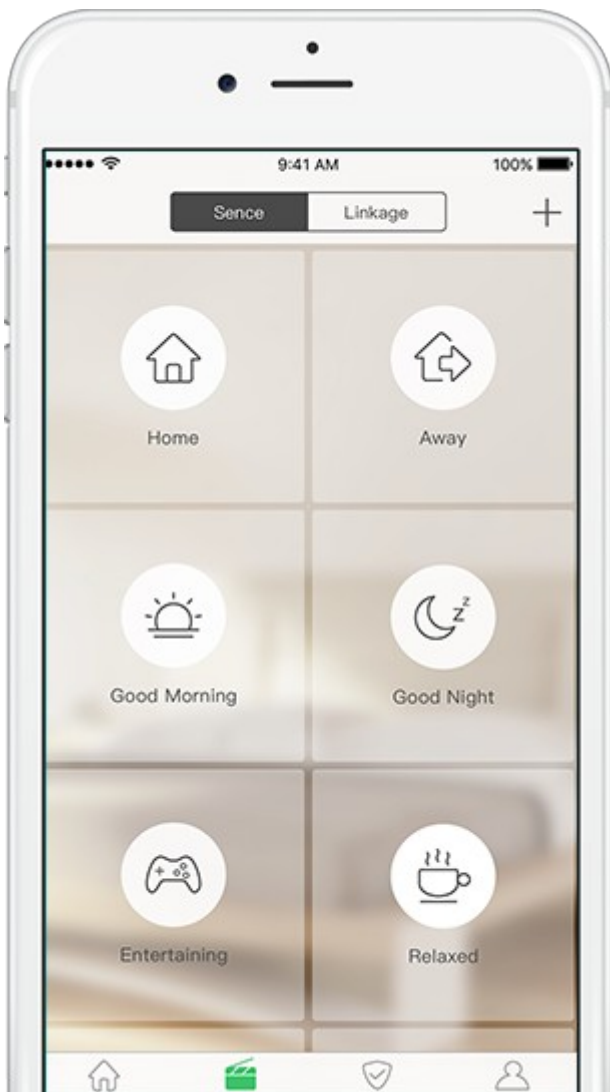 9:41 AM 100%
Sence Linkage
Home Away
Good Morning Good Night
Entertaining Relaxed